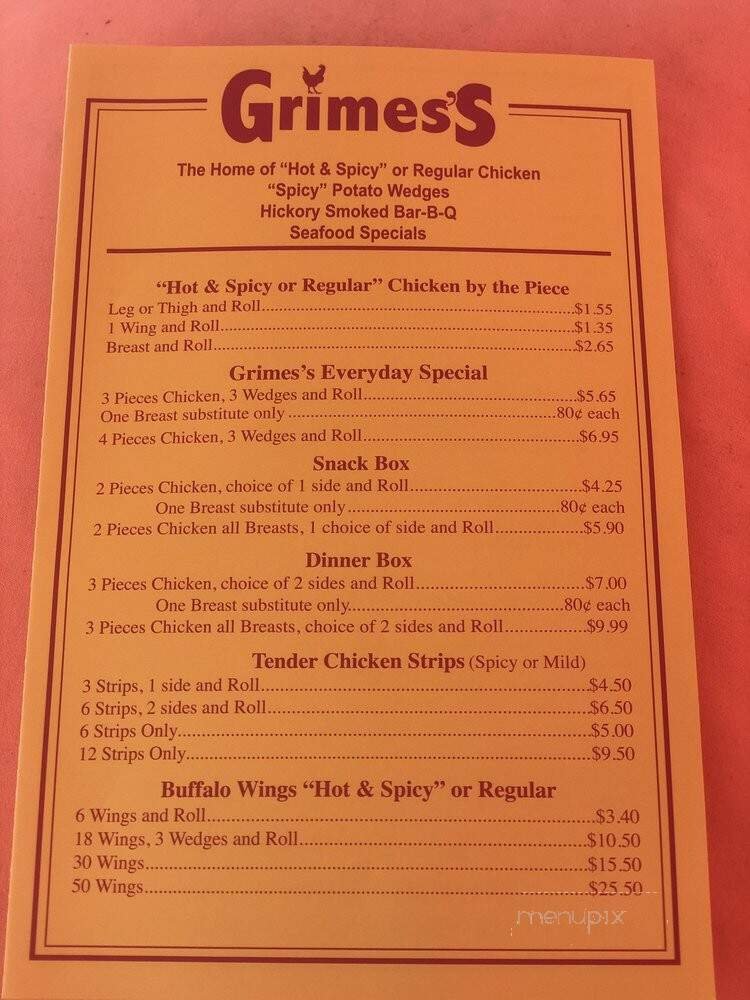 Grimes's
The Home of "Hot & Spicy" or Regular Chicken
"Spicy" Potato Wedges
Hickory Smoked Bar-B-Q
Seafood Specials
"Hot & Spicy or Regular" Chicken by the Piece
Leg or Thigh and Roll...$1.55
1 Wing and Roll...$1.35
Breast and Roll...$2.65
Grimes's Everyday Special
3 Pieces Chicken, 3 Wedges and Roll...$5.65
One Breast substitute only...80¢ each
4 Pieces Chicken, 3 Wedges and Roll...$6.95
Snack Box
2 Pieces Chicken, choice of 1 side and Roll...$4.25
One Breast substitute only...80¢ each
2 Pieces Chicken all Breasts, 1 choice of side and Roll...$5.90
Dinner Box
3 Pieces Chicken, choice of 2 sides and Roll...$7.00
One Breast substitute only...80¢ each
3 Pieces Chicken all Breasts, choice of 2 sides and Roll...$9.99
Tender Chicken Strips (Spicy or Mild)
3 Strips, 1 side and Roll...$4.50
6 Strips, 2 sides and Roll...$6.50
6 Strips Only...$5.00
12 Strips Only...$9.50
Buffalo Wings "Hot & Spicy" or Regular
6 Wings and Roll...$3.40
18 Wings, 3 Wedges and Roll...$10.50
30 Wings...$15.50
50 Wings...$25.50
menupix